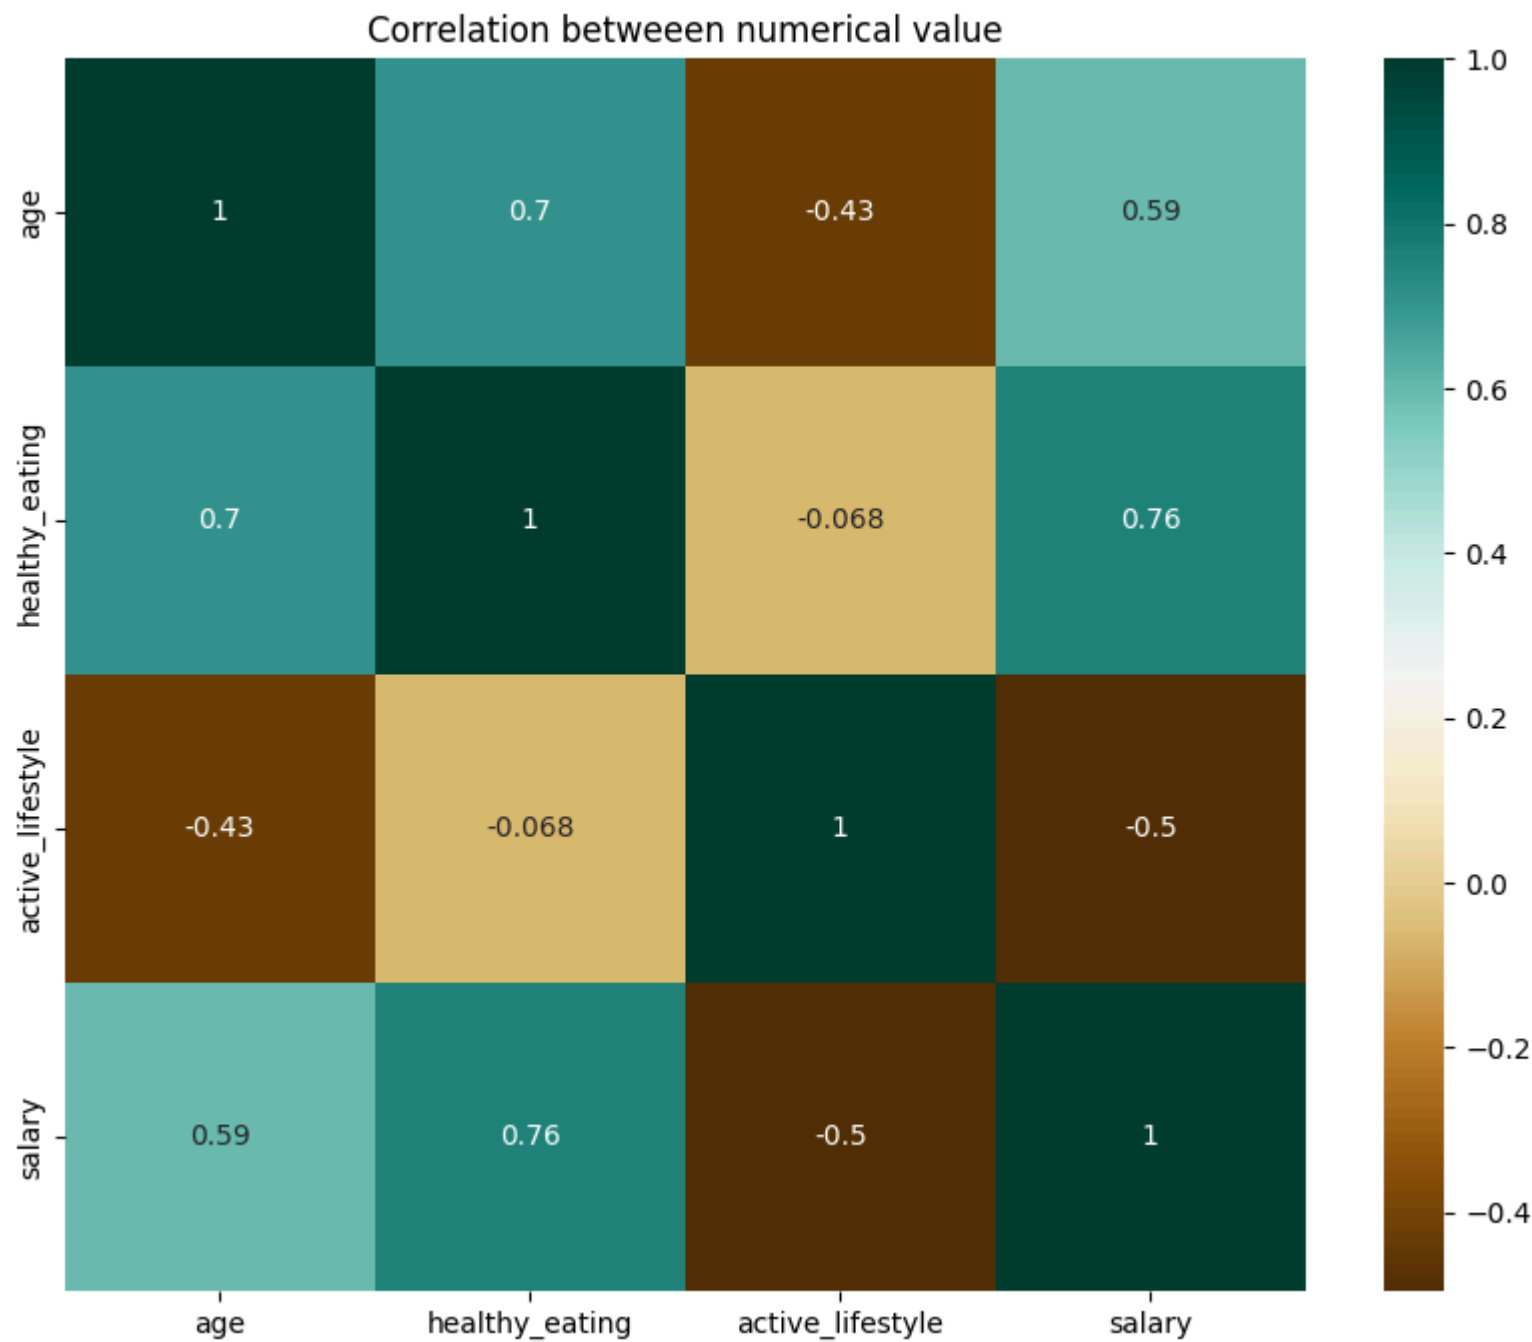 Correlation betweeen numerical value
age
1
0.7
-0.43
0.59
healthy_eating
0.7
1
-0.068
0.76
active_lifestyle
-0.43
-0.068
1
-0.5
salary
0.59
0.76
-0.5
1
age
healthy_eating
active_lifestyle
salary
1.0
0.8
0.6
0.4
0.2
0.0
−0.2
−0.4